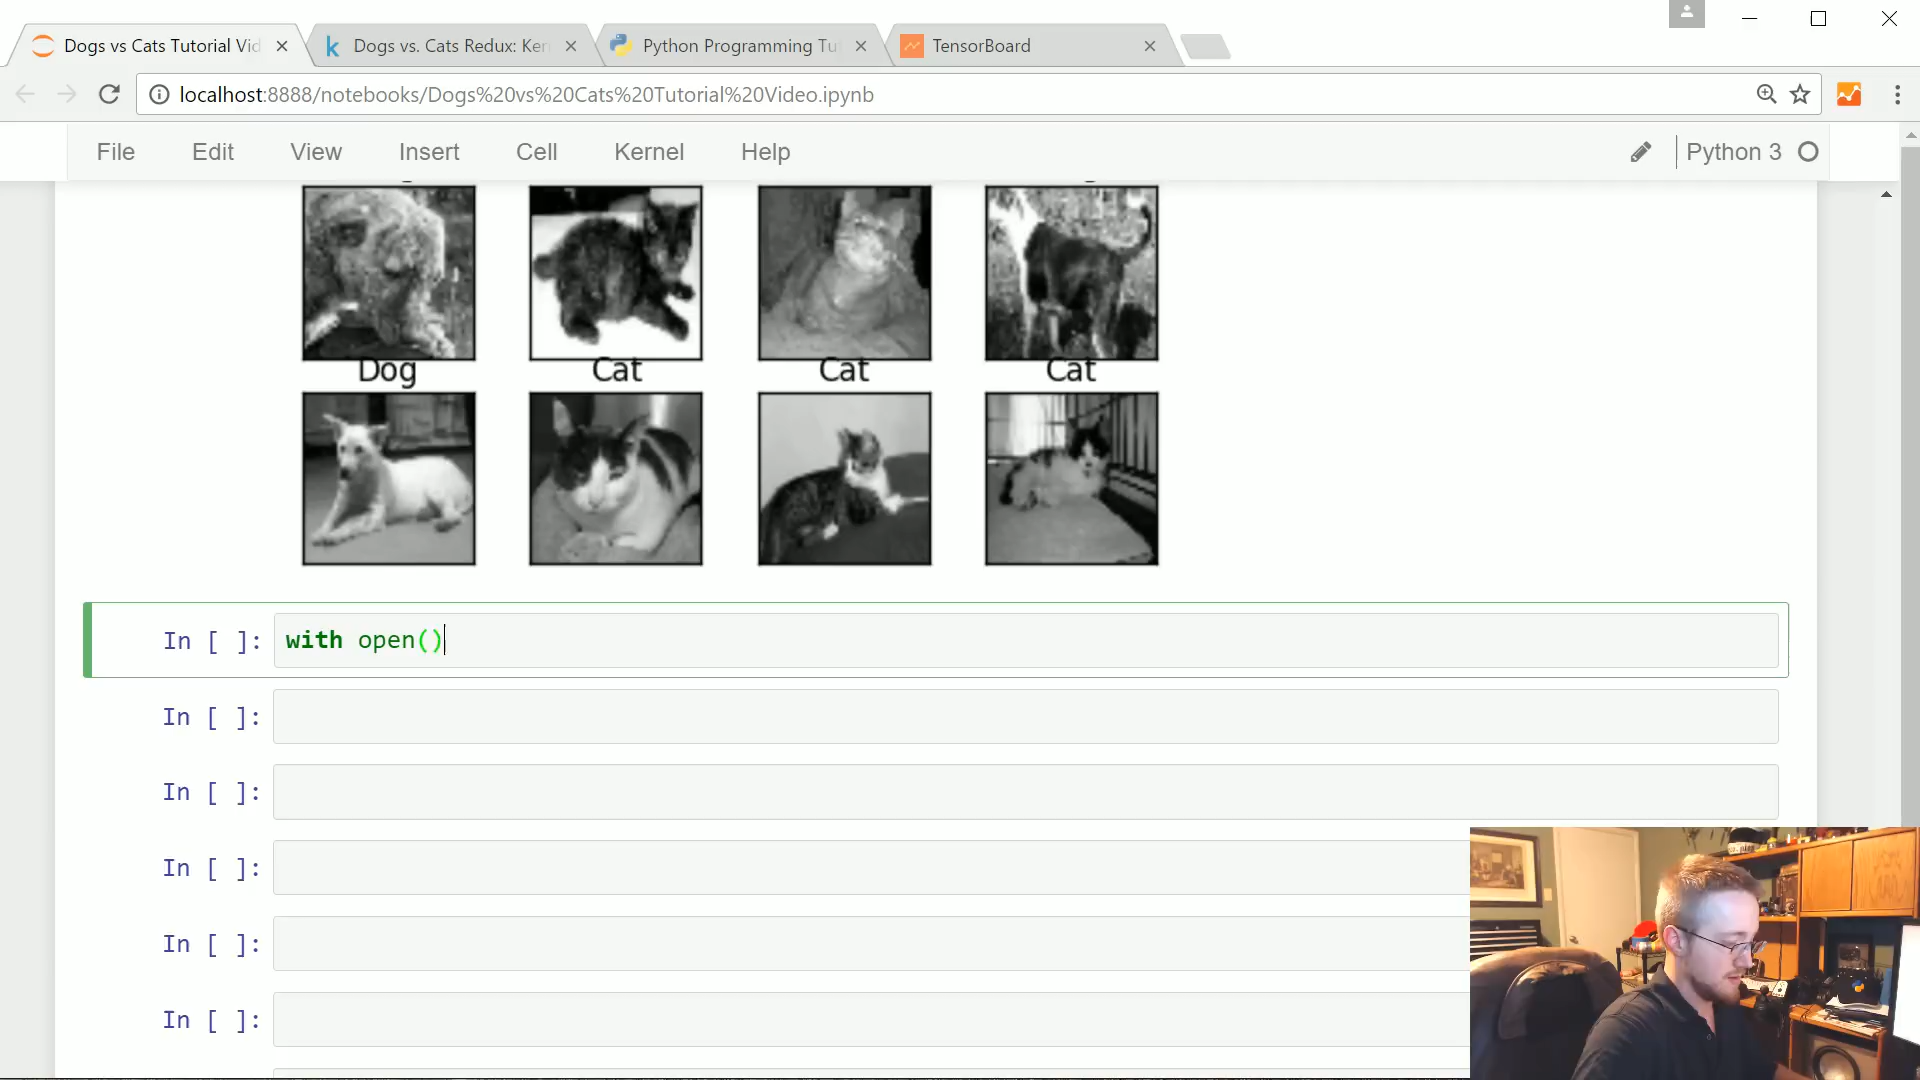 Dogs vs Cats Tutorial Vid
Dogs vs. Cats Redux: Ker
Python Programming Tu
TensorBoard
localhost:8888/notebooks/Dogs%20vs%20Cats%20Tutorial%20Video.ipynb
File Edit View Insert Cell Kernel Help Python 3
Dog Cat Cat Cat
In [ ]: with open()
In [ ]:
In [ ]:
In [ ]:
In [ ]:
In [ ]: